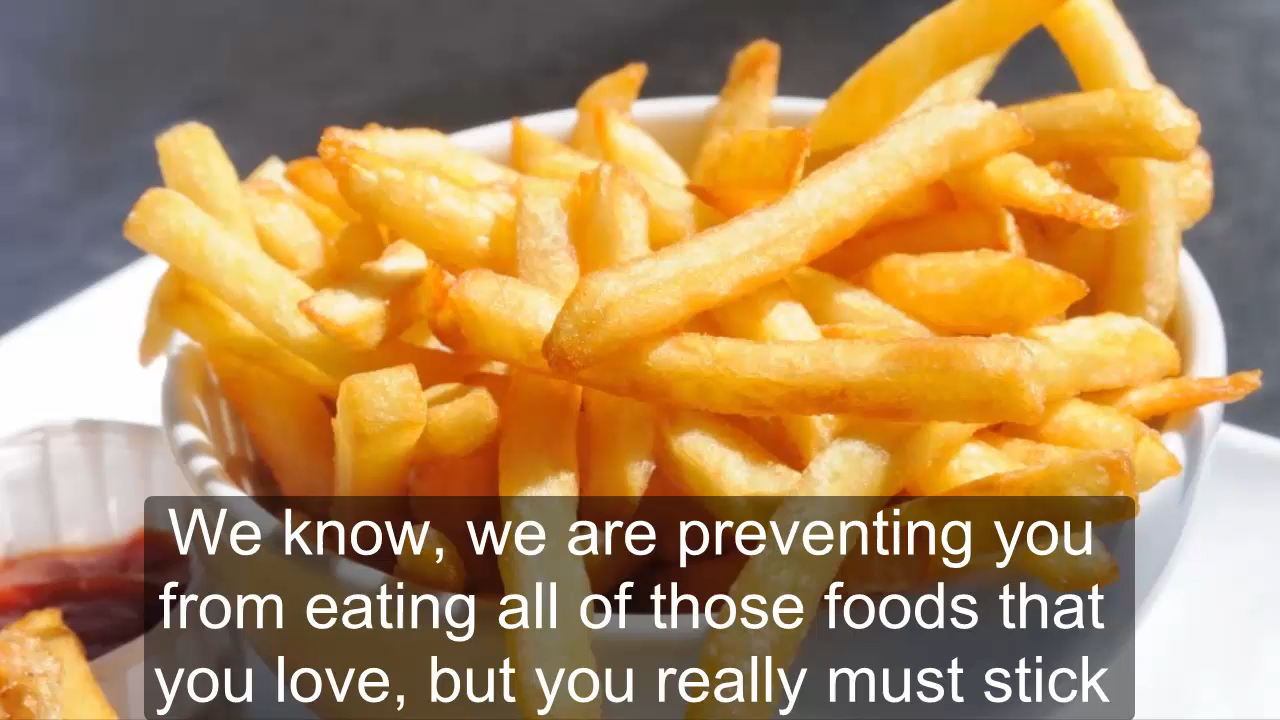 We know, we are preventing you
from eating all of those foods that
you love, but you really must stick